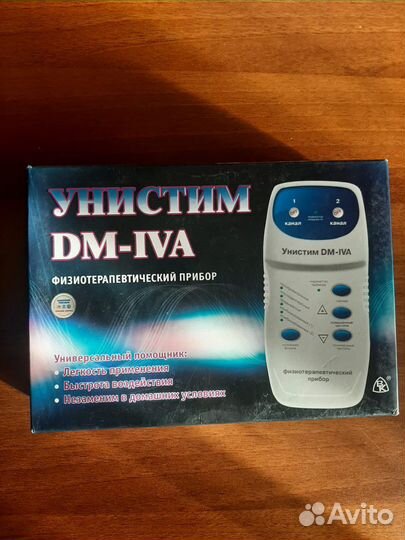 УНИСТИМ
DM-IVA
ФИЗИОТЕРАПЕВТИЧЕСКИЙ ПРИБОР
Универсальный помощник:
• Легкость применения
• Быстрота воздействия
• Незаменим в домашних условиях
1 2
канал канал
Унистим DM-IVA
физиотерапевтический
прибор
Avito